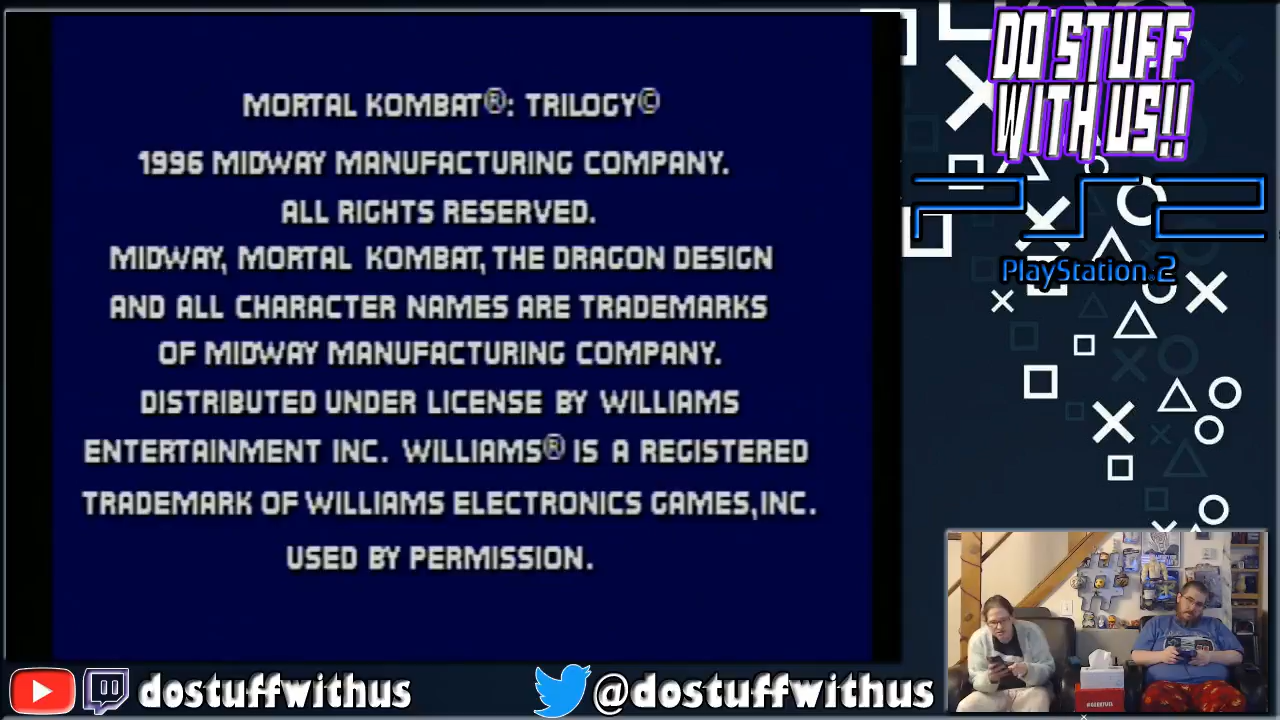 MORTAL KOMBAT®: TRILOGY©
1996 MIDWAY MANUFACTURING COMPANY.
ALL RIGHTS RESERVED.
MIDWAY, MORTAL KOMBAT, THE DRAGON DESIGN
AND ALL CHARACTER NAMES ARE TRADEMARKS
OF MIDWAY MANUFACTURING COMPANY.
DISTRIBUTED UNDER LICENSE BY WILLIAMS
ENTERTAINMENT INC. WILLIAMS® IS A REGISTERED
TRADEMARK OF WILLIAMS ELECTRONICS GAMES,INC.
USED BY PERMISSION.
DO STUFF
WITH US!!
PS2
PlayStation.2
dostuffwithus
@dostuffwithus